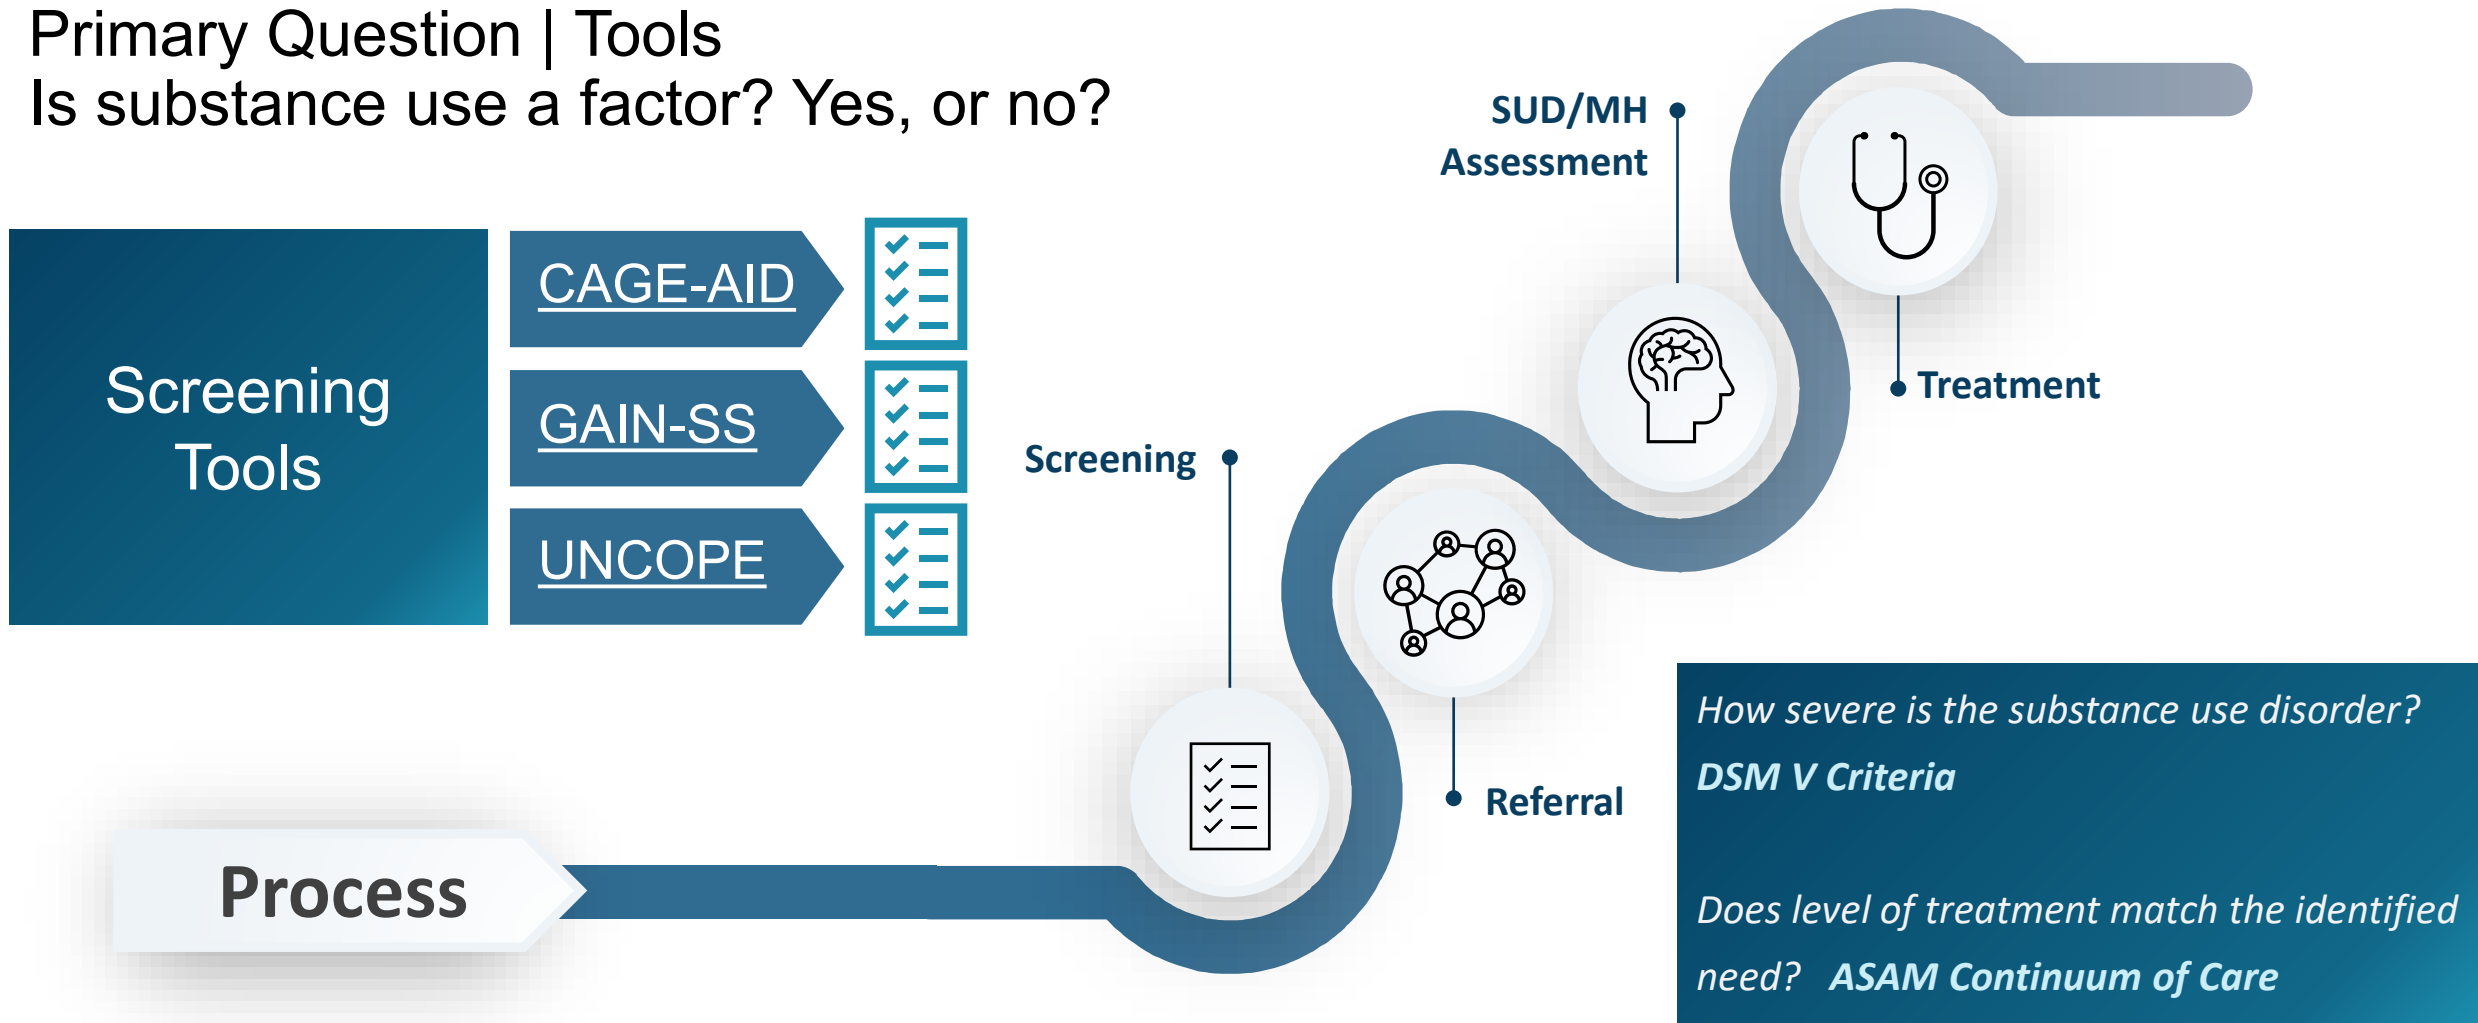 Primary Question | Tools
Is substance use a factor? Yes, or no?
Screening
Tools
CAGE-AID
GAIN-SS
UNCOPE
Process
Screening
Referral
SUD/MH
Assessment
Treatment
How severe is the substance use disorder?
DSM V Criteria
Does level of treatment match the identified
need? ASAM Continuum of Care